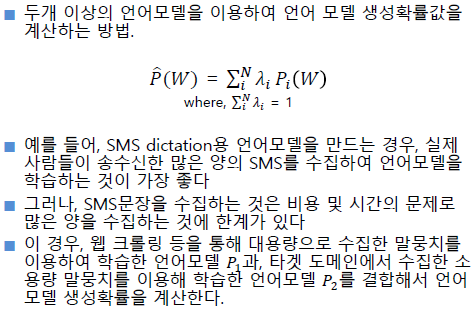 ■ 두개 이상의 언어모델을 이용하여 언어 모델 생성확률값을
계산하는 방법.
P̂(W) = ∑ᵢᴺ λᵢ Pᵢ(W)
where, ∑ᵢᴺ λᵢ = 1
■ 예를 들어, SMS dictation용 언어모델을 만드는 경우, 실제
사람들이 송수신한 많은 양의 SMS를 수집하여 언어모델을
학습하는 것이 가장 좋다
■ 그러나, SMS문장을 수집하는 것은 비용 및 시간의 문제로
많은 양을 수집하는 것에 한계가 있다
■ 이 경우, 웹 크롤링 등을 통해 대용량으로 수집한 말뭉치를
이용하여 학습한 언어모델 P₁과, 타겟 도메인에서 수집한 소
용량 말뭉치를 이용해 학습한 언어모델 P₂를 결합해서 언어
모델 생성확률을 계산한다.